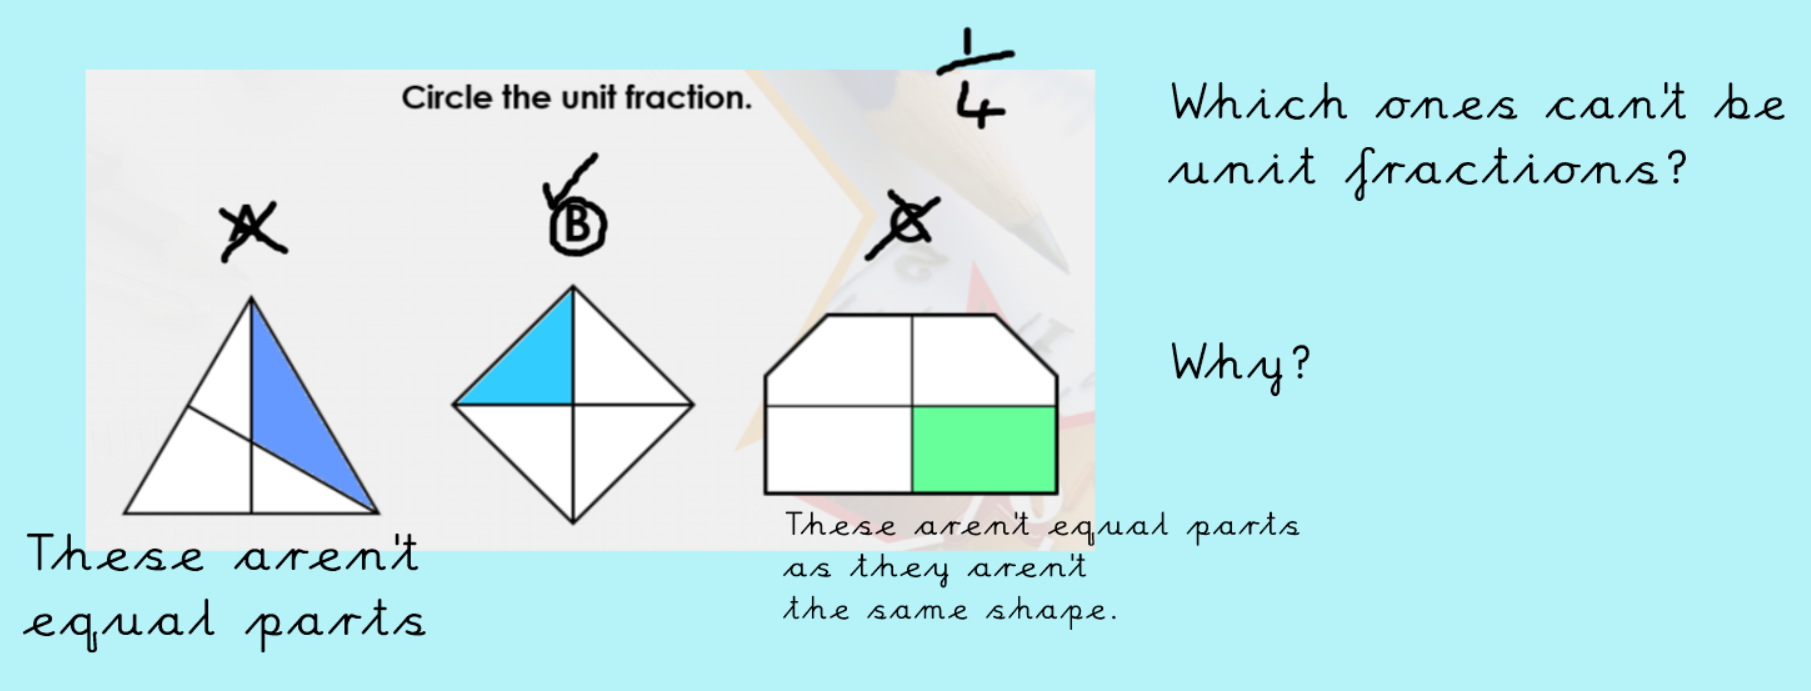 1
4
Circle the unit fraction.
A
B
C
Which ones can't be
unit fractions?
Why?
These aren't
equal parts
These aren't equal parts
as they aren't
the same shape.